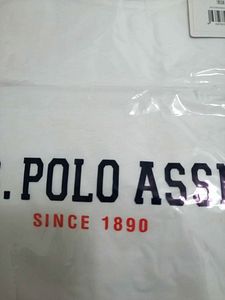 . POLO ASS
SINCE 1890